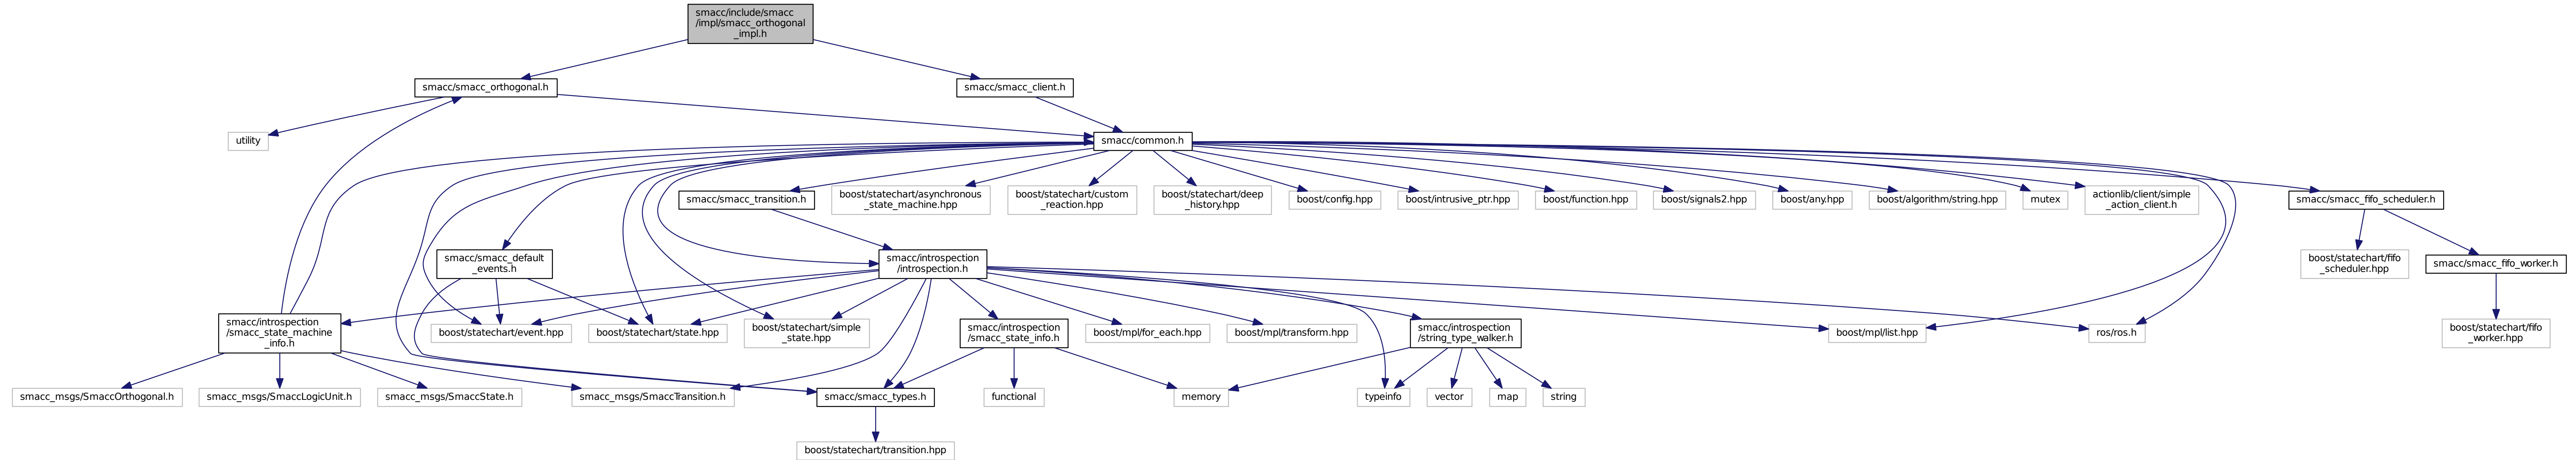 smacc/include/smacc
/impl/smacc_orthogonal
_impl.h
smacc/smacc_orthogonal.h
smacc/smacc_client.h
utility
smacc/common.h
smacc/smacc_transition.h
boost/statechart/asynchronous
_state_machine.hpp
boost/statechart/custom
_reaction.hpp
boost/statechart/deep
_history.hpp
boost/config.hpp
boost/intrusive_ptr.hpp
boost/function.hpp
boost/signals2.hpp
boost/any.hpp
boost/algorithm/string.hpp
mutex
actionlib/client/simple
_action_client.h
smacc/smacc_fifo_scheduler.h
smacc/smacc_default
_events.h
smacc/introspection
/introspection.h
boost/statechart/fifo
_scheduler.hpp
smacc/smacc_fifo_worker.h
smacc/introspection
/smacc_state_machine
_info.h
boost/statechart/event.hpp
boost/statechart/state.hpp
boost/statechart/simple
_state.hpp
smacc/introspection
/smacc_state_info.h
boost/mpl/for_each.hpp
boost/mpl/transform.hpp
smacc/introspection
/string_type_walker.h
boost/mpl/list.hpp
ros/ros.h
boost/statechart/fifo
_worker.hpp
smacc_msgs/SmaccOrthogonal.h
smacc_msgs/SmaccLogicUnit.h
smacc_msgs/SmaccState.h
smacc_msgs/SmaccTransition.h
smacc/smacc_types.h
functional
memory
typeinfo
vector
map
string
boost/statechart/transition.hpp